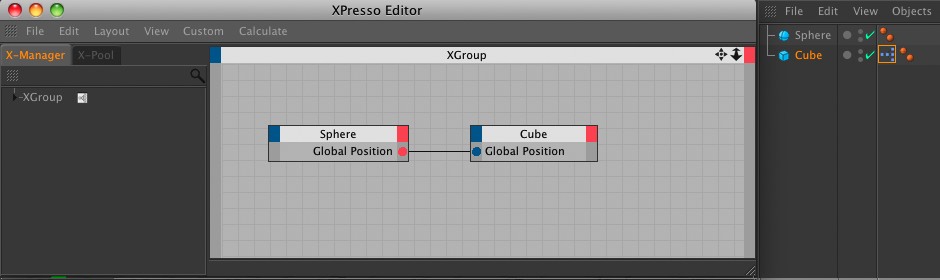 XPresso Editor
File Edit Layout View Custom Calculate
X-Manager X-Pool
XGroup
XGroup
Sphere
Global Position
Cube
Global Position
File Edit View Objects
Sphere
Cube